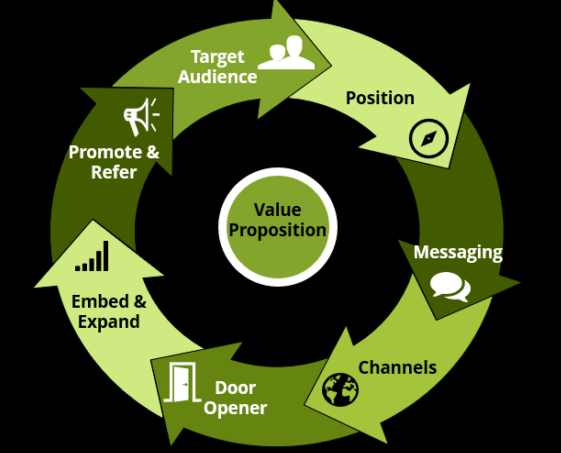 Target
Audience
Position
Messaging
Channels
Door
Opener
Embed &
Expand
Promote &
Refer
Value
Proposition